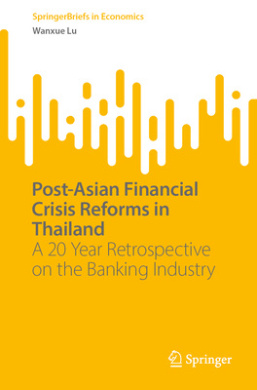 SpringerBriefs in Economics
Wanxue Lu
Post-Asian Financial
Crisis Reforms in
Thailand
A 20 Year Retrospective
on the Banking Industry
Springer